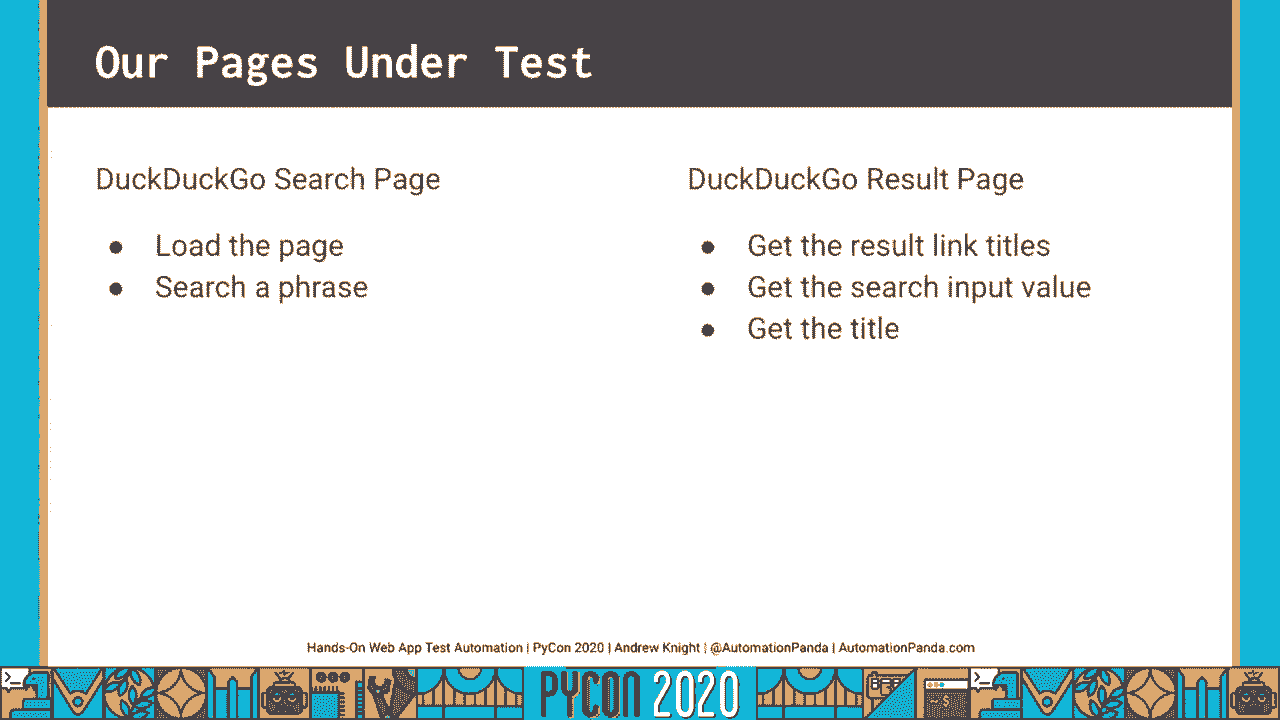 Our Pages Under Test
DuckDuckGo Search Page
● Load the page
● Search a phrase
DuckDuckGo Result Page
● Get the result link titles
● Get the search input value
● Get the title
Hands-On Web App Test Automation | PyCon 2020 | Andrew Knight | @AutomationPanda | AutomationPanda.com
PYCON 2020